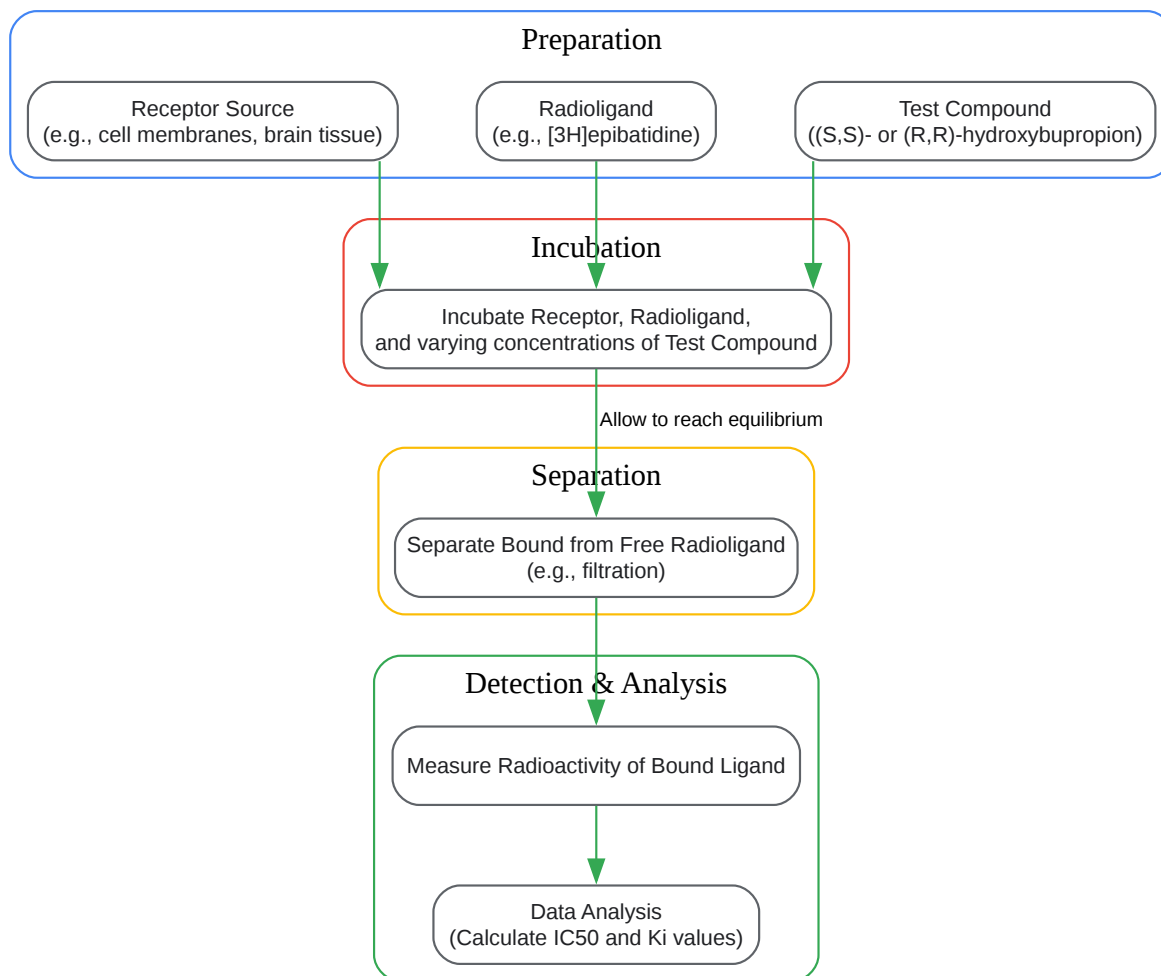 Preparation
Receptor Source
(e.g., cell membranes, brain tissue)
Radioligand
(e.g., [3H]epibatidine)
Test Compound
((S,S)- or (R,R)-hydroxybupropion)
Incubation
Incubate Receptor, Radioligand,
and varying concentrations of Test Compound
Allow to reach equilibrium
Separation
Separate Bound from Free Radioligand
(e.g., filtration)
Detection & Analysis
Measure Radioactivity of Bound Ligand
Data Analysis
(Calculate IC50 and Ki values)